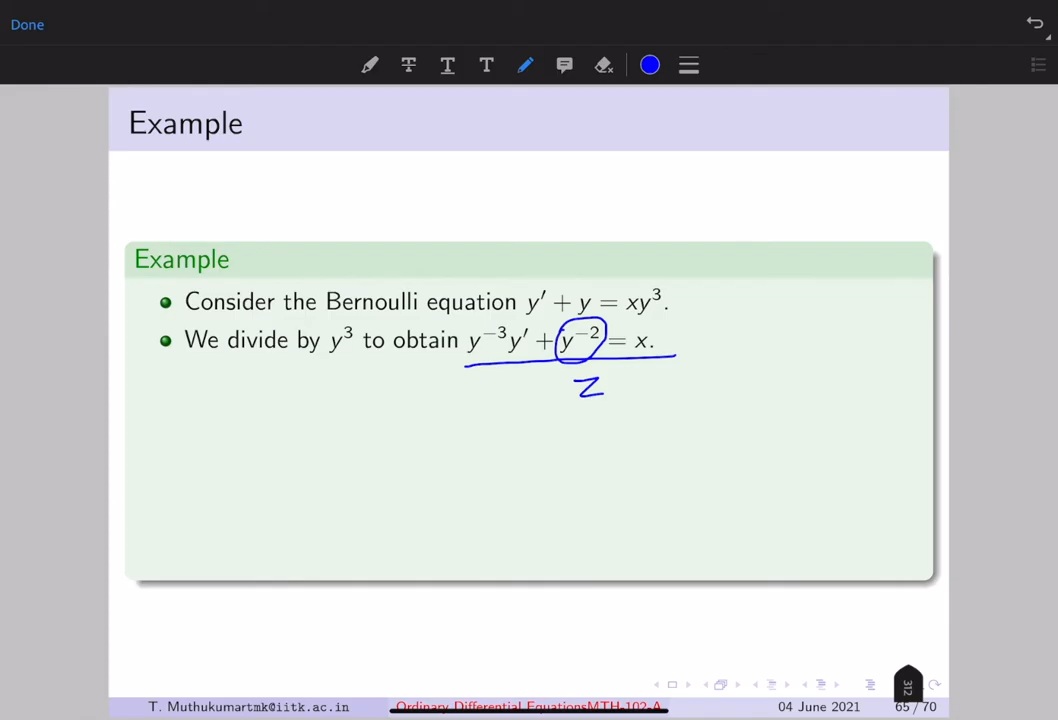 Done
T T T
Example
Example
Consider the Bernoulli equation y′ + y = xy³.
We divide by y³ to obtain y⁻³y′ + y⁻² = x.
z
312
T. Muthukumartmk@iitk.ac.in Ordinary Differential EquationsMTH-102-A 04 June 2021 65 / 70